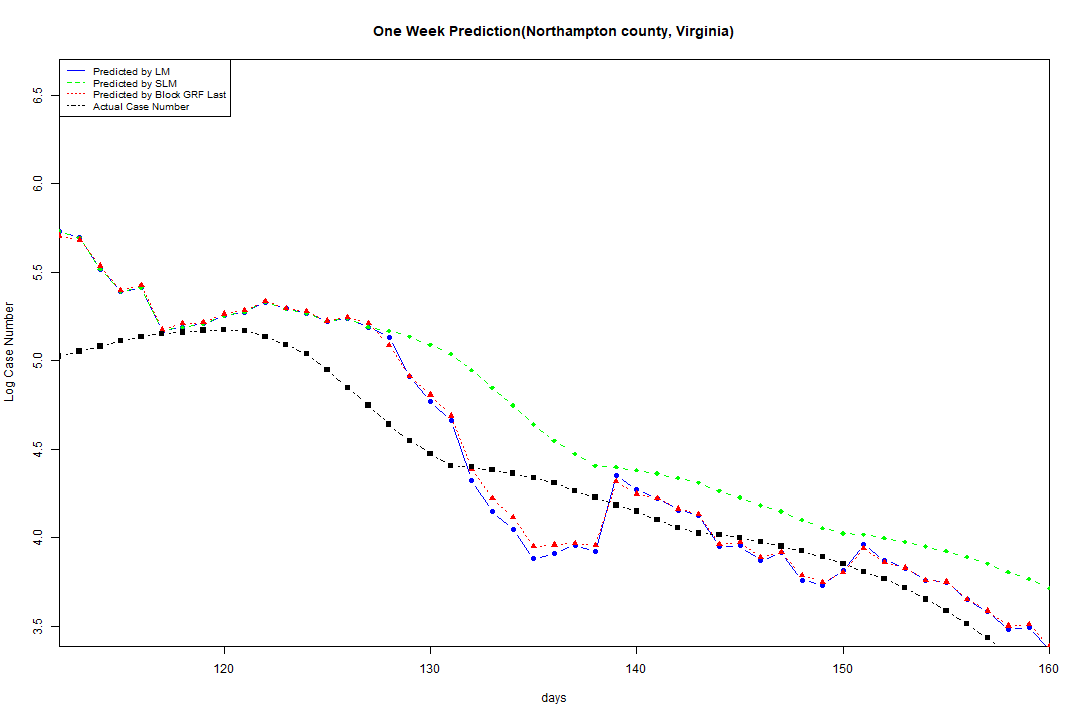 One Week Prediction(Northampton county, Virginia)
Predicted by LM
Predicted by SLM
Predicted by Block GRF Last
Actual Case Number
6.5
6.0
5.5
5.0
4.5
4.0
3.5
Log Case Number
120 130 140 150 160
days